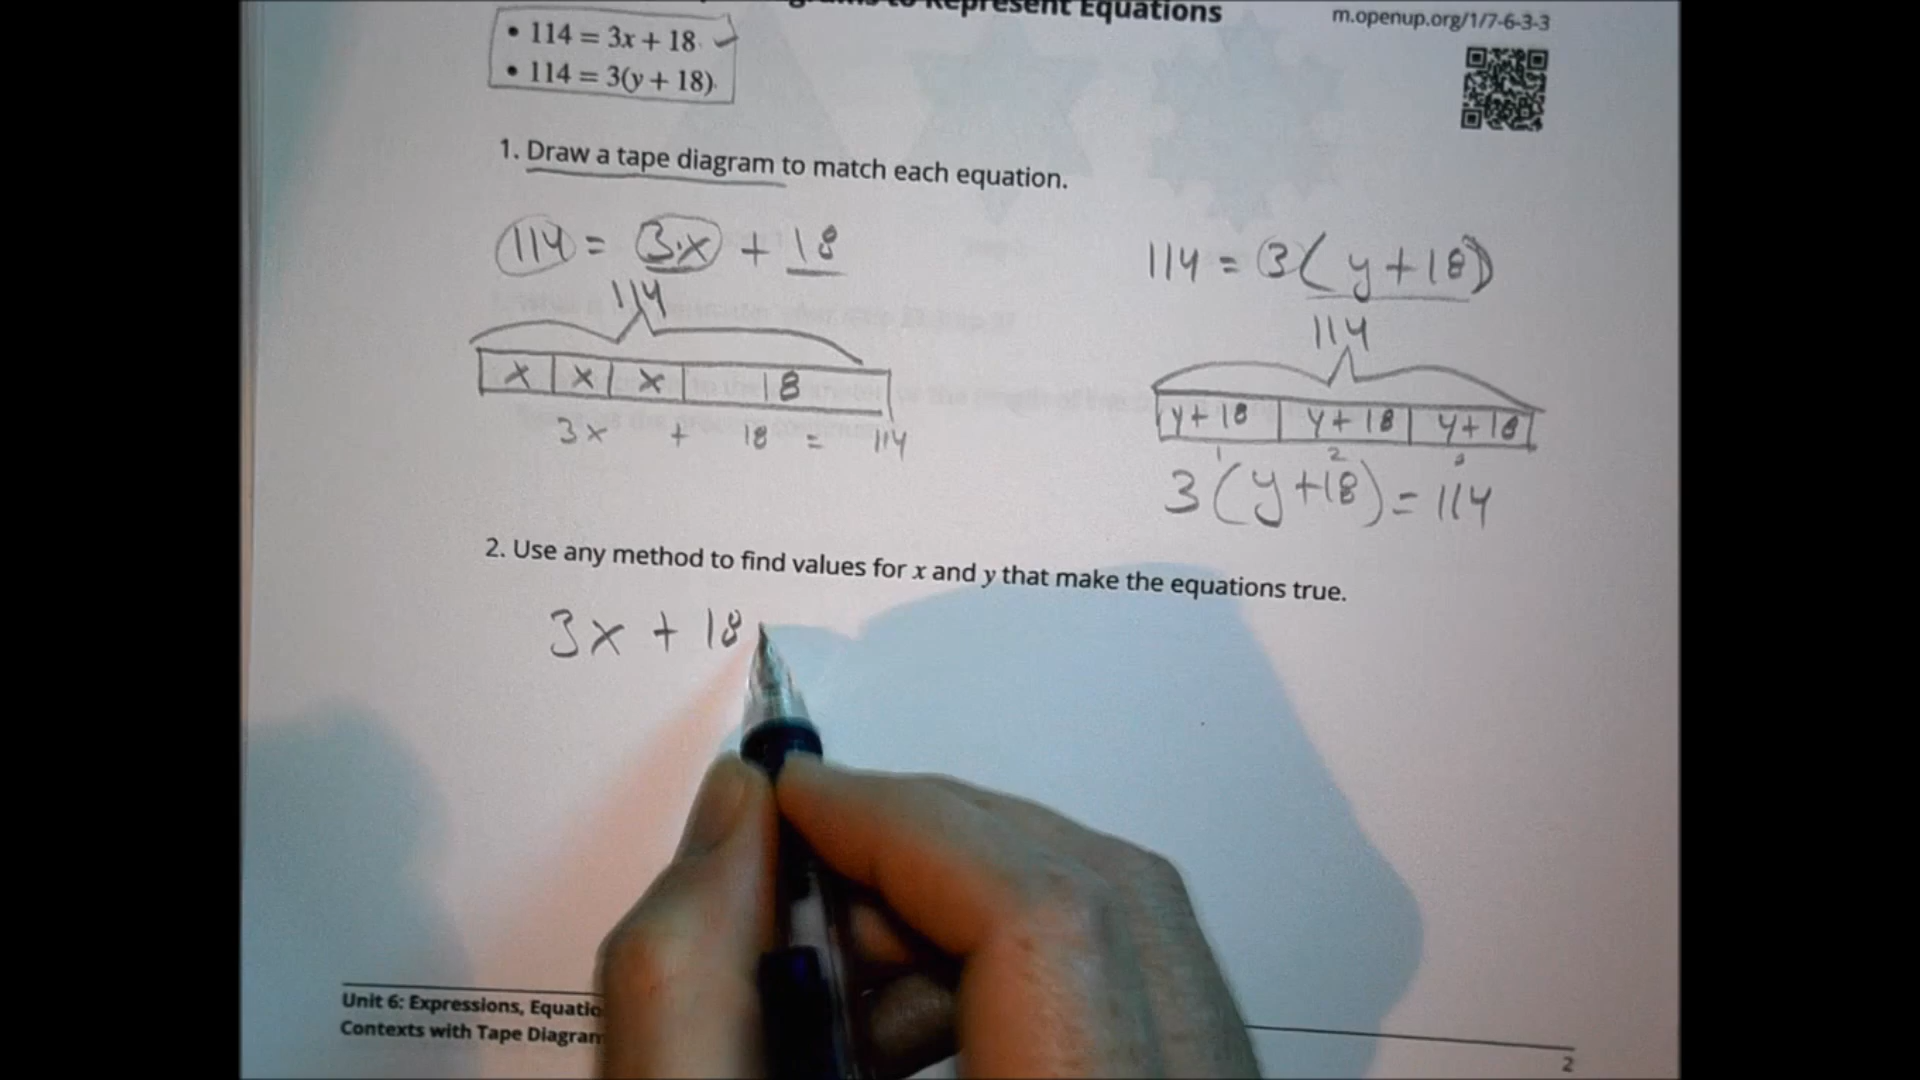 to Represent Equations
m.openup.org/1/7-6-3-3
• 114 = 3x + 18
• 114 = 3(y + 18)
1. Draw a tape diagram to match each equation.
114 = 3·x + 18
114
x x x 18
3x + 18 = 114
114 = 3(y+18)
114
y+18 y+18 y+18
1 2 3
3(y+18) = 114
2. Use any method to find values for x and y that make the equations true.
3x + 18
Unit 6: Expressions,
Contexts with Tape
2